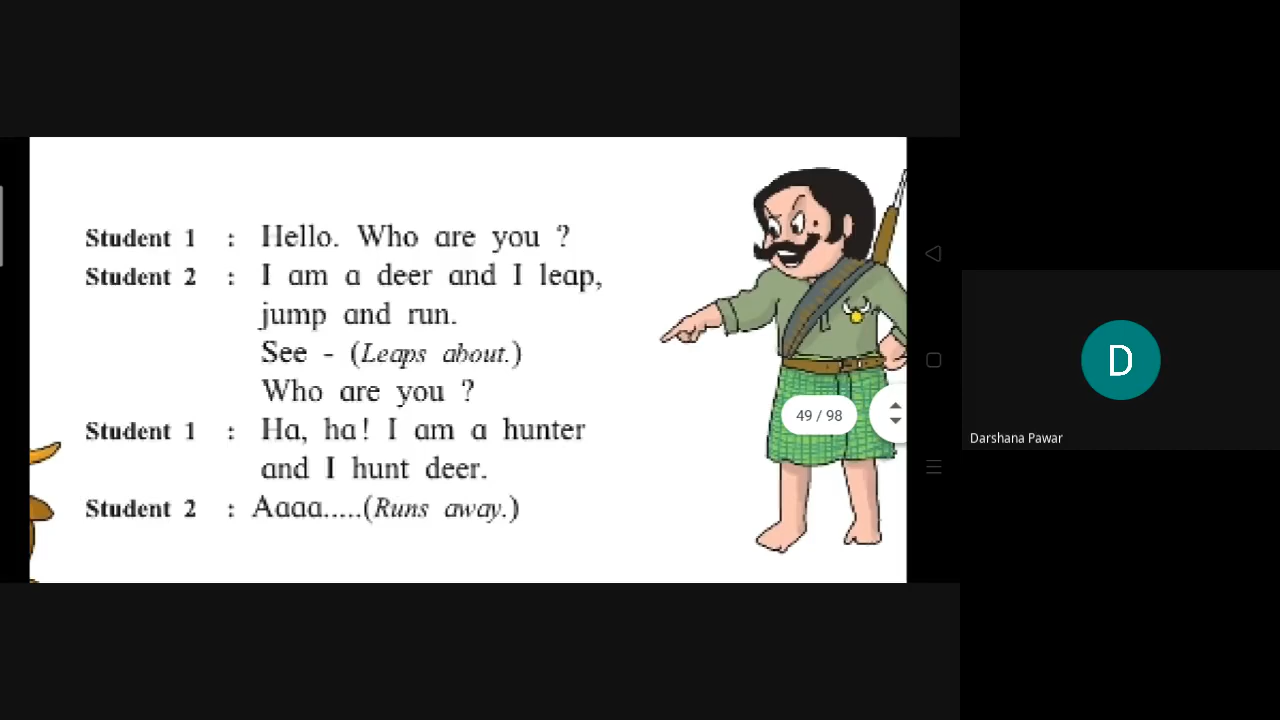 Student 1 : Hello. Who are you ?
Student 2 : I am a deer and I leap,
jump and run.
See - (Leaps about.)
Who are you ?
Student 1 : Ha, ha! I am a hunter
and I hunt deer.
Student 2 : Aaaa.....(Runs away.)
49 / 98
D
Darshana Pawar